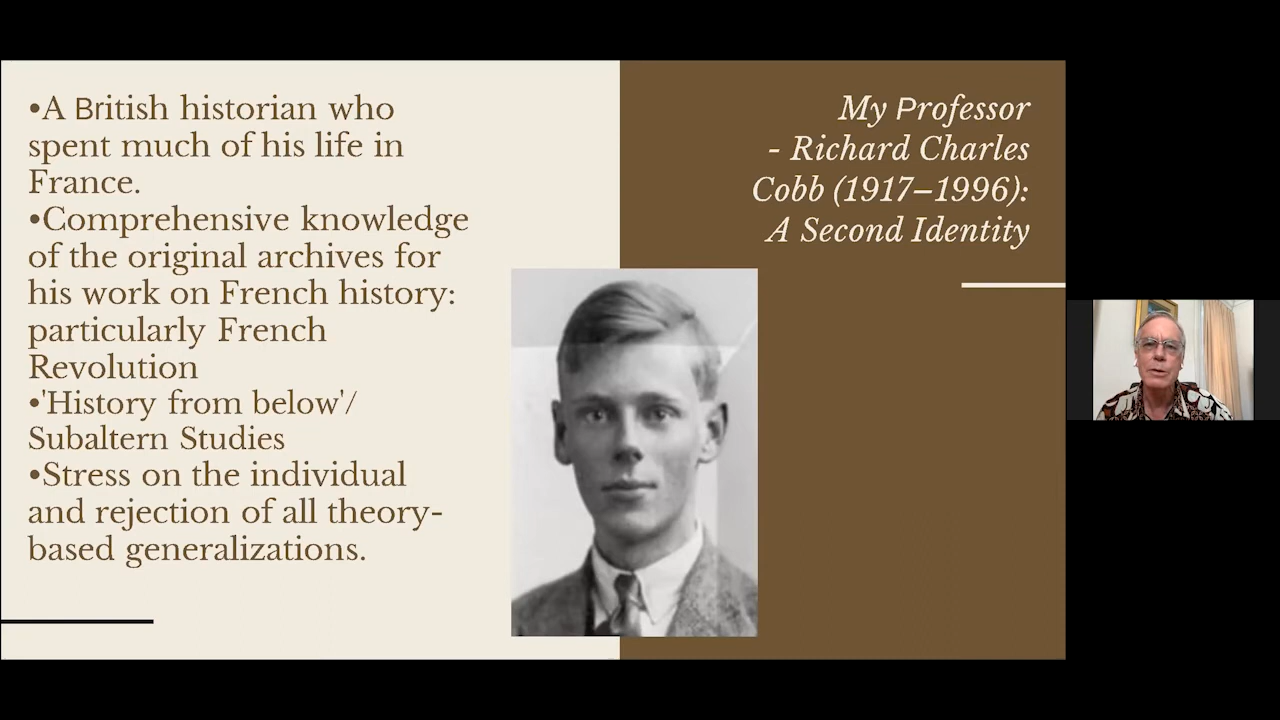 •A British historian who
spent much of his life in
France.
•Comprehensive knowledge
of the original archives for
his work on French history:
particularly French
Revolution
•'History from below'/
Subaltern Studies
•Stress on the individual
and rejection of all theory-
based generalizations.
My Professor
- Richard Charles
Cobb (1917–1996):
A Second Identity